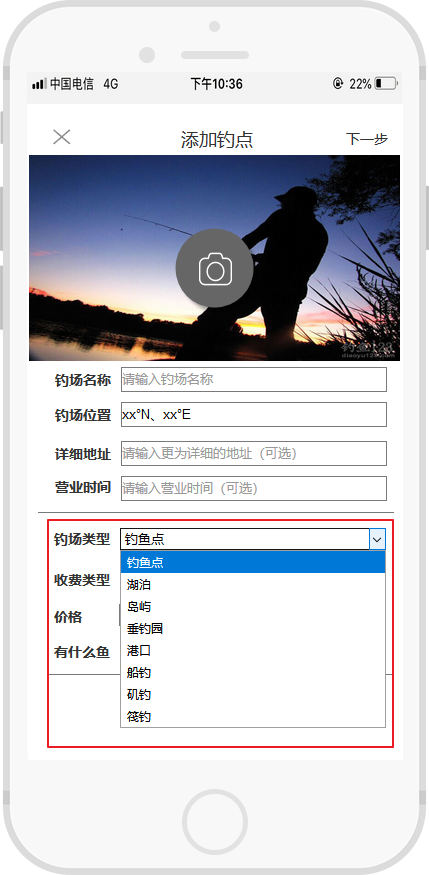 中国电信 4G 下午10:36 22%
添加钓点 下一步
钓场名称 请输入钓场名称
钓场位置 xx°N、xx°E
详细地址 请输入更为详细的地址（可选）
营业时间 请输入营业时间（可选）
钓场类型 钓鱼点
钓鱼点
湖泊
收费类型
岛屿
价格
垂钓园
港口
有什么鱼
船钓
矶钓
筏钓